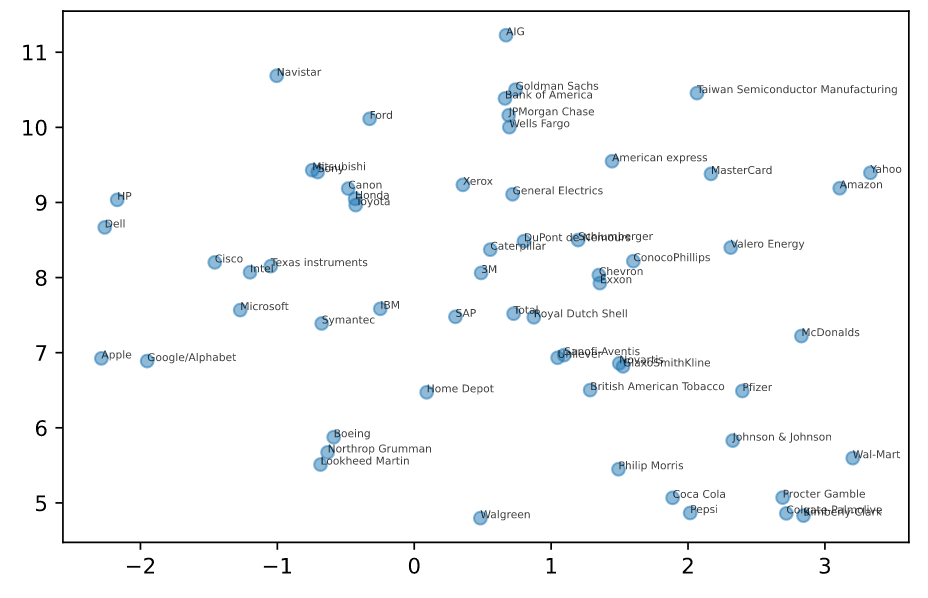 AIG
11
Navistar
Goldman Sachs
Bank of America
Taiwan Semiconductor Manufacturing
JPMorgan Chase
Ford
Wells Fargo
10
American express
Mitsubishi
Sony
MasterCard
Yahoo
Xerox
Canon
Amazon
General Electrics
Honda
HP
Toyota
9
Dell
DuPont de Nemours
Schlumberger
Caterpillar
Valero Energy
Cisco
Texas instruments
ConocoPhillips
Intel
3M
Chevron
8
Exxon
Microsoft
IBM
Total
Symantec
SAP
Royal Dutch Shell
McDonalds
7
Apple
Google/Alphabet
Sanofi-Aventis
Unilever
Novartis
GlaxoSmithKline
Home Depot
British American Tobacco
Pfizer
6
Boeing
Johnson & Johnson
Northrop Grumman
Lookheed Martin
Philip Morris
Wal-Mart
5
Coca Cola
Procter Gamble
Walgreen
Pepsi
Colgate-Palmolive
Kimberly-Clark
−2 −1 0 1 2 3